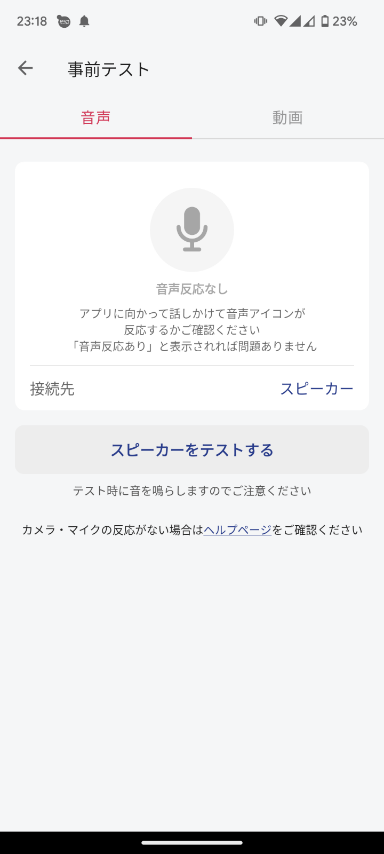 23:18
23%
事前テスト
音声
動画
音声反応なし
アプリに向かって話しかけて音声アイコンが
反応するかご確認ください
「音声反応あり」と表示されれば問題ありません
接続先
スピーカー
スピーカーをテストする
テスト時に音を鳴らしますのでご注意ください
カメラ・マイクの反応がない場合はヘルプページをご確認ください